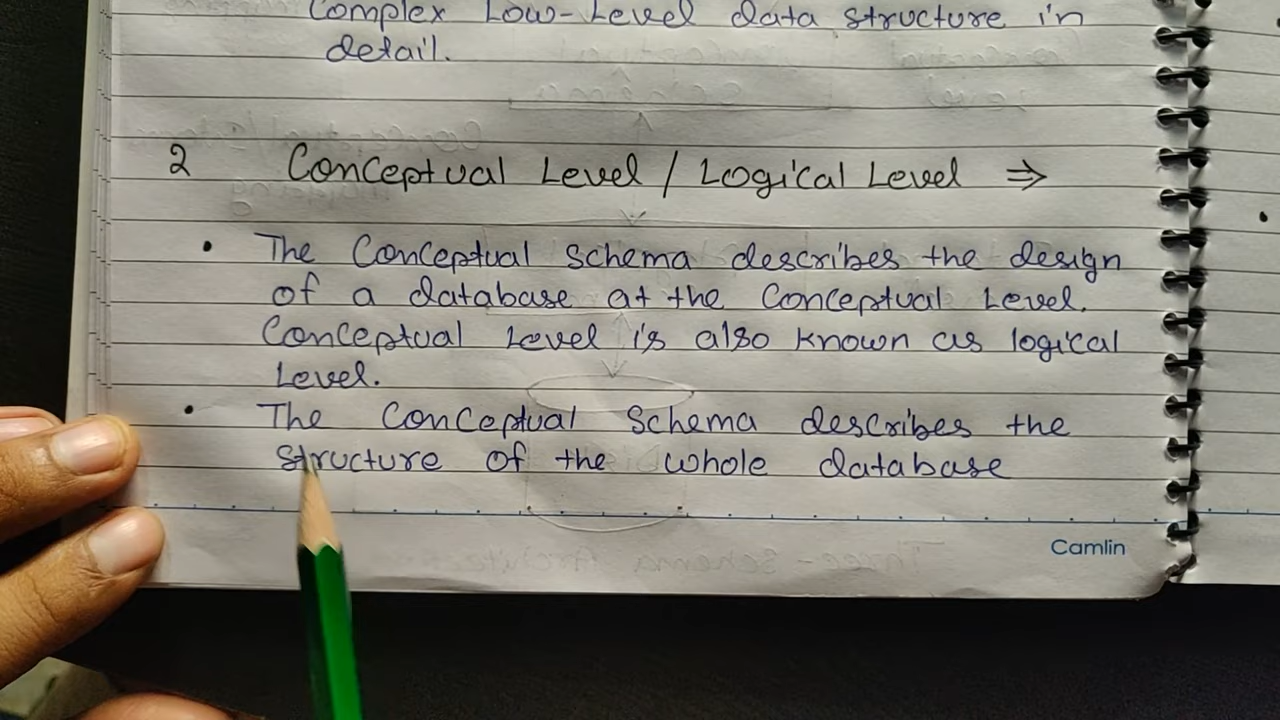 Complex Low-Level data structure in
detail.
2 Conceptual Level / Logical Level ⇒
• The Conceptual Schema describes the design
of a database at the Conceptual Level.
Conceptual Level is also known as logical
Level.
• The Conceptual Schema describes the
structure of the whole database
Camlin